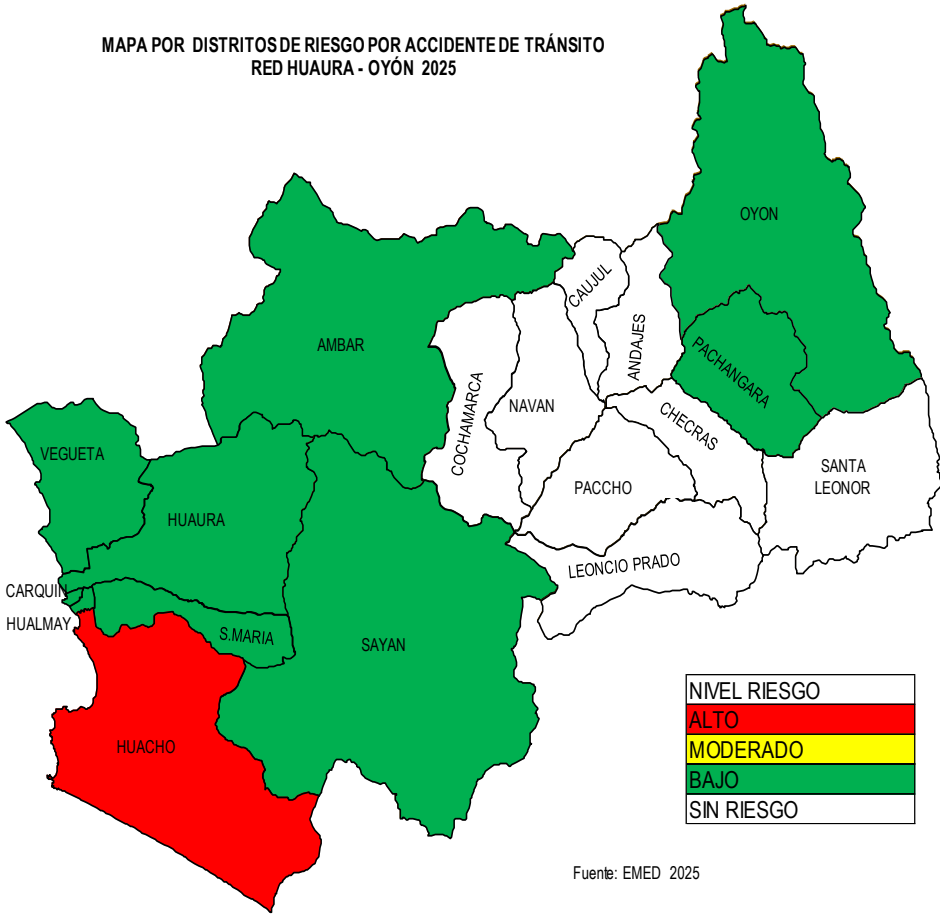 MAPA POR DISTRITOS DE RIESGO POR ACCIDENTE DE TRÁNSITO
RED HUAURA - OYÓN 2025
OYON
CAUJUL
ANDAJES
AMBAR
PACHANGARA
COCHAMARCA
NAVAN
CHECRAS
VEGUETA
SANTA
LEONOR
PACCHO
HUAURA
LEONCIO PRADO
CARQUIN
HUALMAY
S.MARIA
SAYAN
HUACHO
NIVEL RIESGO
ALTO
MODERADO
BAJO
SIN RIESGO
Fuente: EMED 2025